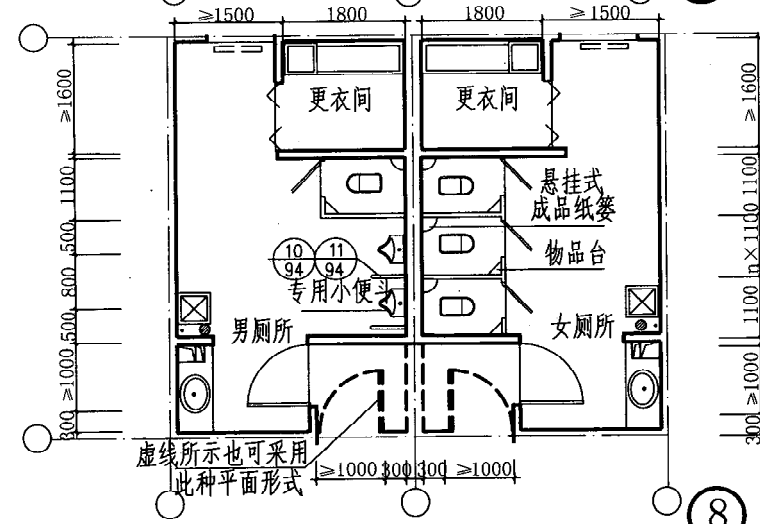 ≥1500 1800 1800 ≥1500
≥1600 更衣间 更衣间 ≥1600
1100 悬挂式 1100
成品纸篓
500 10 11 物品台 n×1100
94 94
800 专用小便斗
1100
500 男厕所 女厕所
≥1000 ≥1000
300 300
虚线所示也可采用
此种平面形式
≥1000 300 300 ≥1000
8